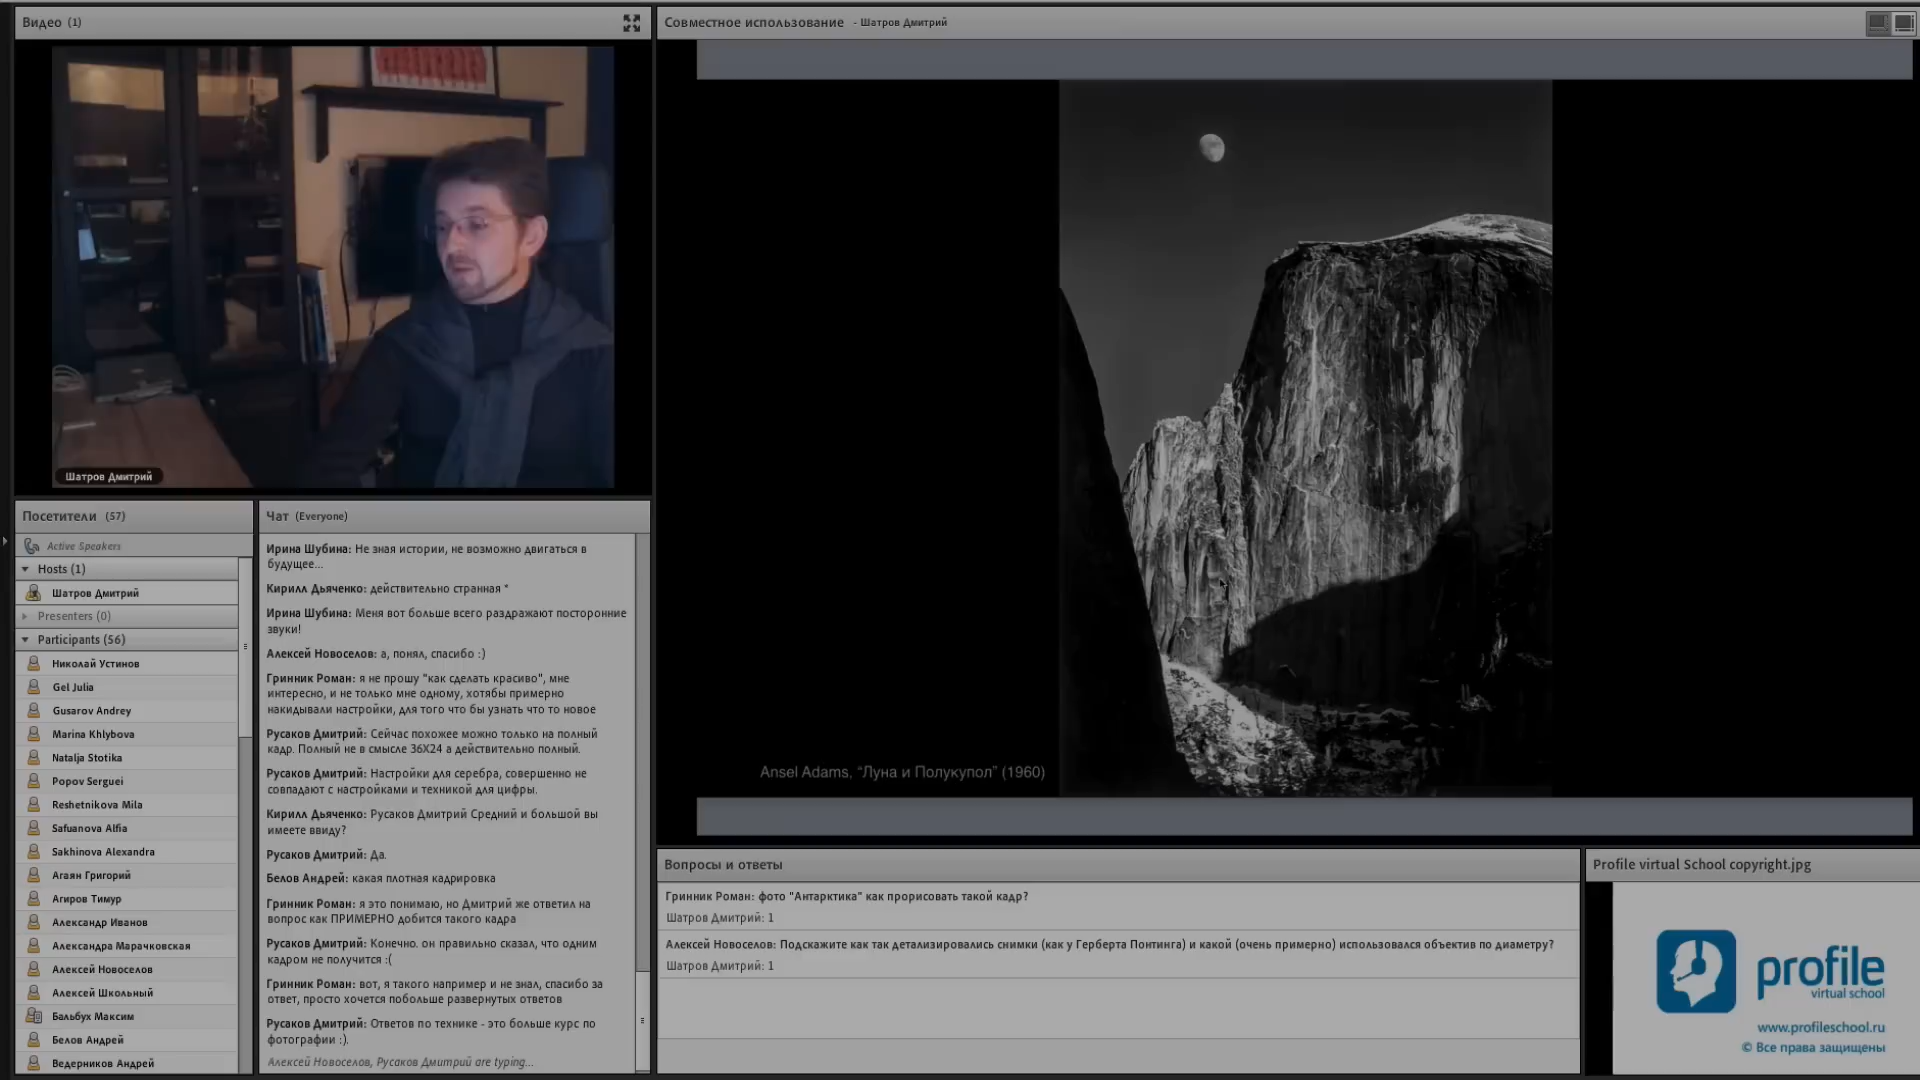 Видео (1)
Совместное использование - Шатров Дмитрий
Шатров Дмитрий
Ansel Adams, “Луна и Полукупол” (1960)
Посетители (57)
Active Speakers
Hosts (1)
Шатров Дмитрий
Presenters (0)
Participants (56)
Николай Устинов
Gel Julia
Gusarov Andrey
Marina Khlybova
Natalja Stotika
Popov Serguei
Reshetnikova Mila
Safuanova Alfia
Sakhinova Alexandra
Агаян Григорий
Агиров Тимур
Александр Иванов
Александра Марачковская
Алексей Новоселов
Алексей Школьный
Бальбух Максим
Белов Андрей
Ведерников Андрей
Чат (Everyone)
Ирина Шубина: Не зная истории, не возможно двигаться в
будущее...
Кирилл Дьяченко: действительно странная *
Ирина Шубина: Меня вот больше всего раздражают посторонние
звуки!
Алексей Новоселов: а, понял, спасибо :)
Гринник Роман: я не прошу "как сделать красиво", мне
интересно, и не только мне одному, хотябы примерно
накидывали настройки, для того что бы узнать что то новое
Русаков Дмитрий: Сейчас похожее можно только на полный
кадр. Полный не в смысле 36X24 а действительно полный.
Русаков Дмитрий: Настройки для серебра, совершенно не
совпадают с настройками и техникой для цифры.
Кирилл Дьяченко: Русаков Дмитрий Средний и большой вы
имеете ввиду?
Русаков Дмитрий: Да.
Белов Андрей: какая плотная кадрировка
Гринник Роман: я это понимаю, но Дмитрий же ответил на
вопрос как ПРИМЕРНО добится такого кадра
Русаков Дмитрий: Конечно. он правильно сказал, что одним
кадром не получится :(
Гринник Роман: вот, я такого например и не знал, спасибо за
ответ, просто хочется побольше развернутых ответов
Русаков Дмитрий: Ответов по технике - это больше курс по
фотографии :).
Алексей Новоселов, Русаков Дмитрий are typing...
Вопросы и ответы
Гринник Роман: фото "Антарктика" как прорисовать такой кадр?
Шатров Дмитрий: 1
Алексей Новоселов: Подскажите как так детализировались снимки (как у Герберта Понтинга) и какой (очень примерно) использовался объектив по диаметру?
Шатров Дмитрий: 1
Profile virtual School copyright.jpg
profile
virtual school
www.profileschool.ru
© Все права защищены